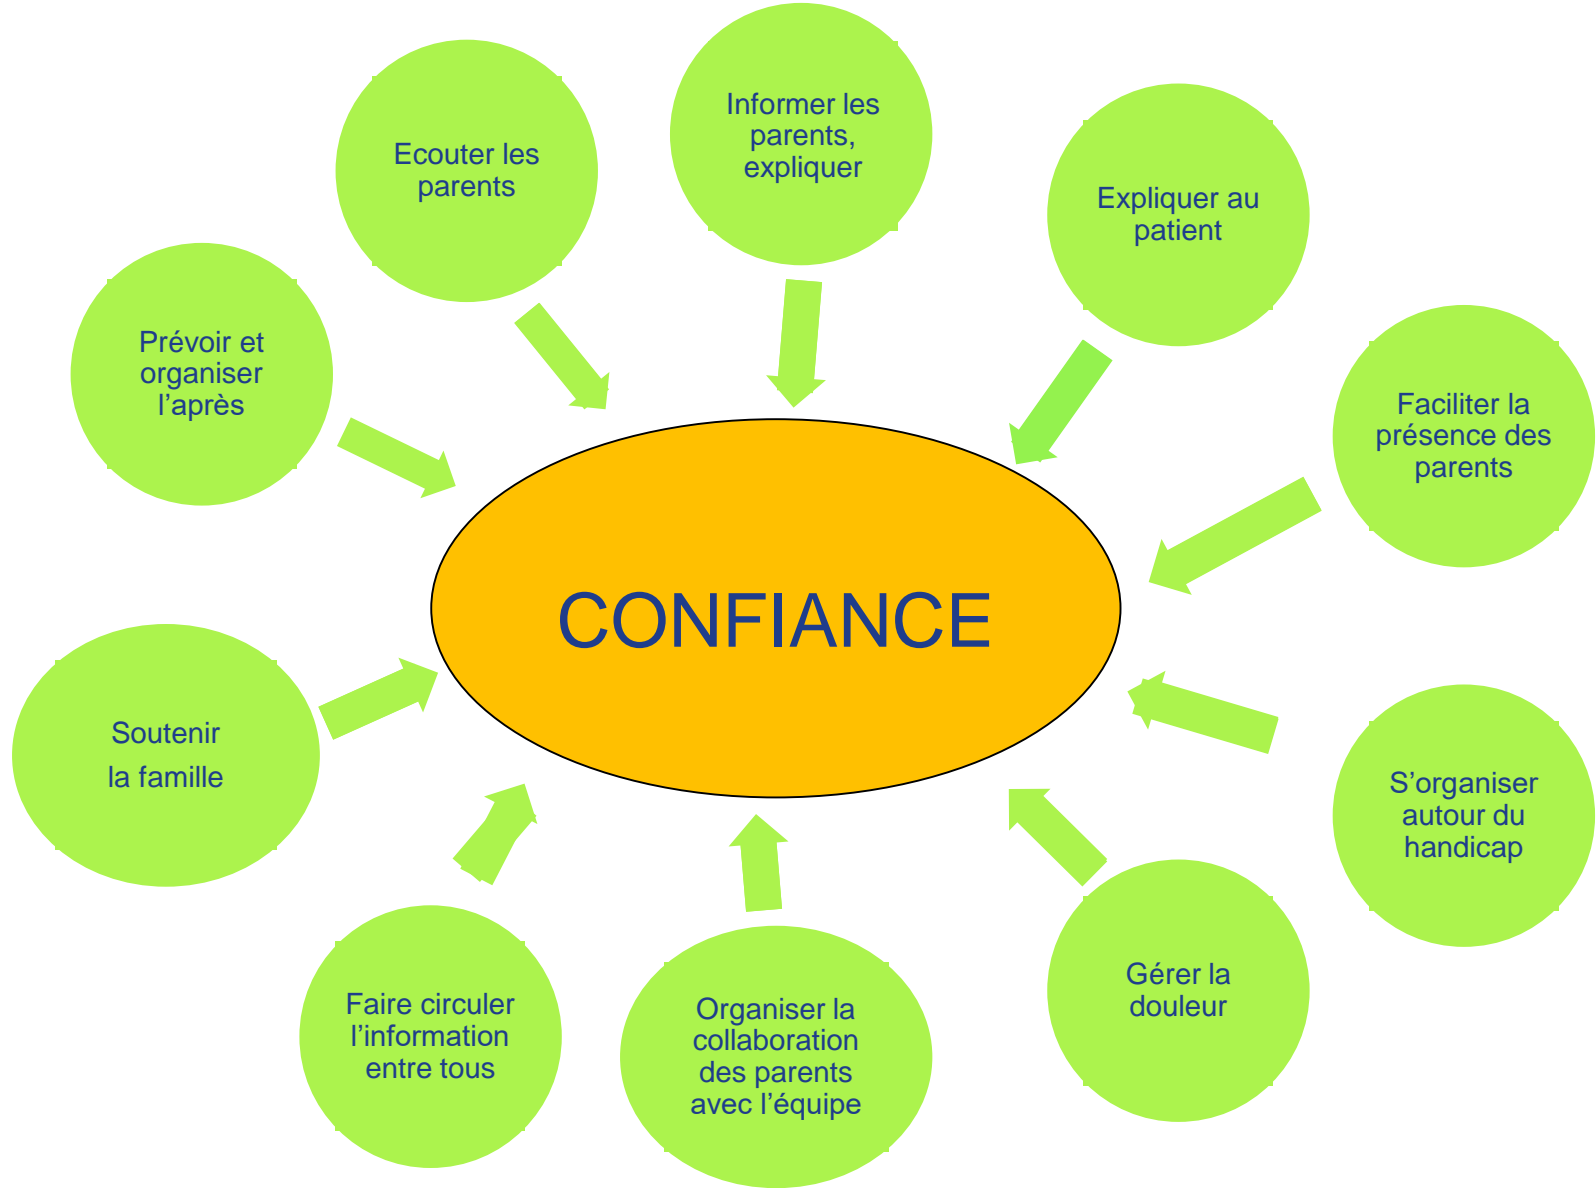 Informer les
parents,
expliquer
Ecouter les
parents
Expliquer au
patient
Prévoir et
organiser
l’après
Faciliter la
présence des
parents
CONFIANCE
Soutenir
la famille
S’organiser
autour du
handicap
Gérer la
douleur
Faire circuler
l’information
entre tous
Organiser la
collaboration
des parents
avec l’équipe